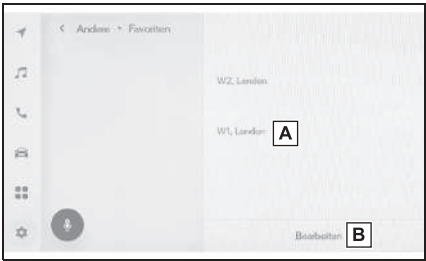 Andere • Favoriten
W2, London
W1, London A
Bearbeiten B